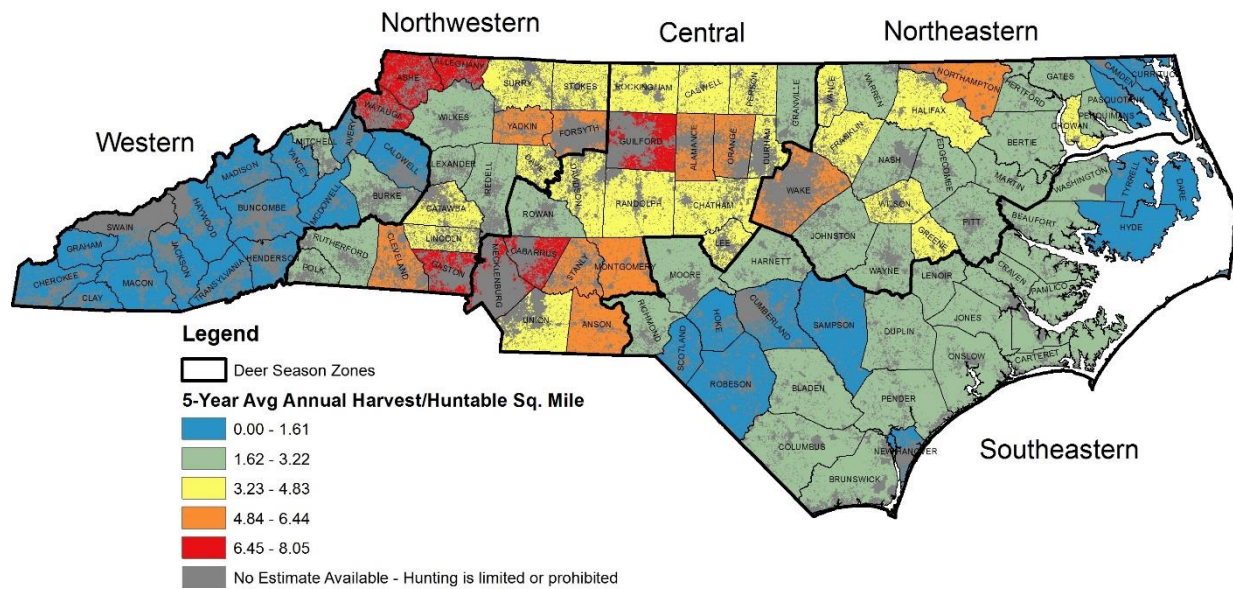 Northwestern
Central
Northeastern
Western
Southeastern
ALLEGHANY
ASHE
SURRY
STOKES
ROCKINGHAM
CASWELL
PERSON
GRANVILLE
VANCE
WARREN
NORTHAMPTON
GATES
CAMDEN
CURRITUCK
HERTFORD
PASQUOTANK
PERQUIMANS
WATAUGA
WILKES
YADKIN
FORSYTH
GUILFORD
ALAMANCE
ORANGE
DURHAM
FRANKLIN
HALIFAX
CHOWAN
BERTIE
MITCHELL
AVERY
CALDWELL
ALEXANDER
IREDELL
DAVIE
DAVIDSON
NASH
EDGECOMBE
MARTIN
WASHINGTON
TYRRELL
DARE
MADISON
YANCEY
BURKE
CATAWBA
ROWAN
RANDOLPH
CHATHAM
WAKE
WILSON
PITT
BEAUFORT
HYDE
SWAIN
HAYWOOD
BUNCOMBE
MCDOWELL
LINCOLN
LEE
JOHNSTON
GREENE
GRAHAM
JACKSON
HENDERSON
RUTHERFORD
CLEVELAND
CABARRUS
STANLY
MONTGOMERY
MOORE
HARNETT
WAYNE
LENOIR
CRAVEN
PAMLICO
CHEROKEE
CLAY
MACON
TRANSYLVANIA
POLK
GASTON
MECKLENBURG
UNION
ANSON
RICHMOND
SCOTLAND
HOKE
CUMBERLAND
SAMPSON
DUPLIN
JONES
ONSLOW
CARTERET
ROBESON
BLADEN
PENDER
COLUMBUS
NEW HANOVER
BRUNSWICK
Legend
Deer Season Zones
5-Year Avg Annual Harvest/Huntable Sq. Mile
0.00 - 1.61
1.62 - 3.22
3.23 - 4.83
4.84 - 6.44
6.45 - 8.05
No Estimate Available - Hunting is limited or prohibited